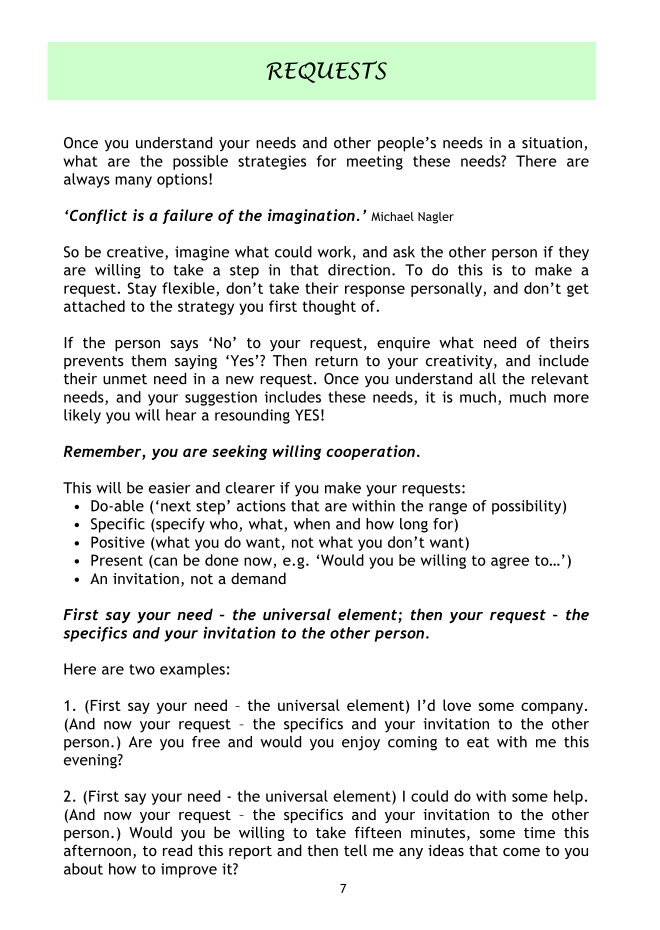 REQUESTS
Once you understand your needs and other people’s needs in a situation,
what are the possible strategies for meeting these needs? There are
always many options!
‘Conflict is a failure of the imagination.’ Michael Nagler
So be creative, imagine what could work, and ask the other person if they
are willing to take a step in that direction. To do this is to make a
request. Stay flexible, don’t take their response personally, and don’t get
attached to the strategy you first thought of.
If the person says ‘No’ to your request, enquire what need of theirs
prevents them saying ‘Yes’? Then return to your creativity, and include
their unmet need in a new request. Once you understand all the relevant
needs, and your suggestion includes these needs, it is much, much more
likely you will hear a resounding YES!
Remember, you are seeking willing cooperation.
This will be easier and clearer if you make your requests:
• Do-able (‘next step’ actions that are within the range of possibility)
• Specific (specify who, what, when and how long for)
• Positive (what you do want, not what you don’t want)
• Present (can be done now, e.g. ‘Would you be willing to agree to…’)
• An invitation, not a demand
First say your need – the universal element; then your request – the
specifics and your invitation to the other person.
Here are two examples:
1. (First say your need – the universal element) I’d love some company.
(And now your request – the specifics and your invitation to the other
person.) Are you free and would you enjoy coming to eat with me this
evening?
2. (First say your need - the universal element) I could do with some help.
(And now your request – the specifics and your invitation to the other
person.) Would you be willing to take fifteen minutes, some time this
afternoon, to read this report and then tell me any ideas that come to you
about how to improve it?
7